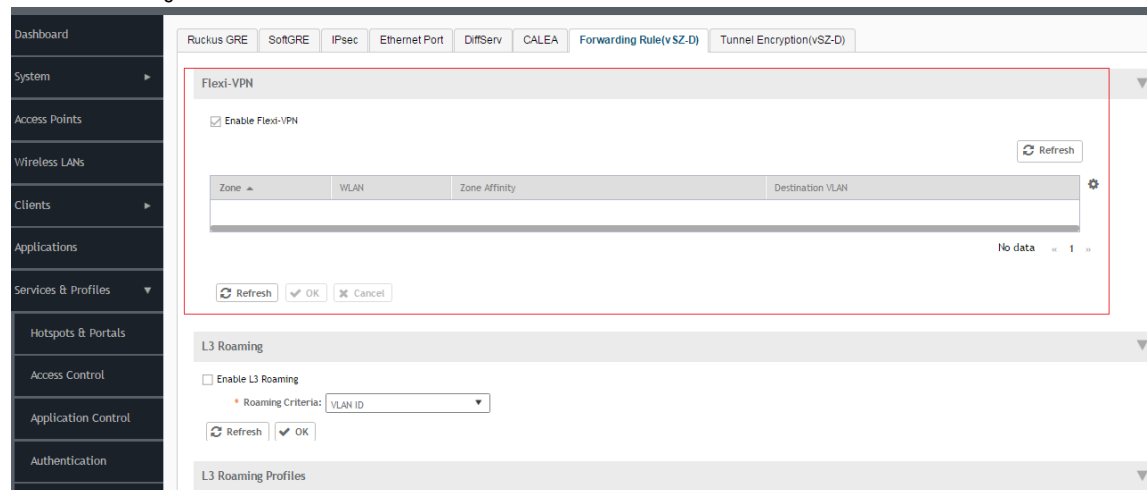 Dashboard
System
Access Points
Wireless LANs
Clients
Applications
Services & Profiles
Hotspots & Portals
Access Control
Application Control
Authentication
Ruckus GRE SoftGRE IPsec Ethernet Port DiffServ CALEA Forwarding Rule(vSZ-D) Tunnel Encryption(vSZ-D)
Flexi-VPN
Enable Flexi-VPN
Refresh
Zone WLAN Zone Affinity Destination VLAN
No data « 1 »
Refresh OK Cancel
L3 Roaming
Enable L3 Roaming
* Roaming Criteria: VLAN ID
Refresh OK
L3 Roaming Profiles